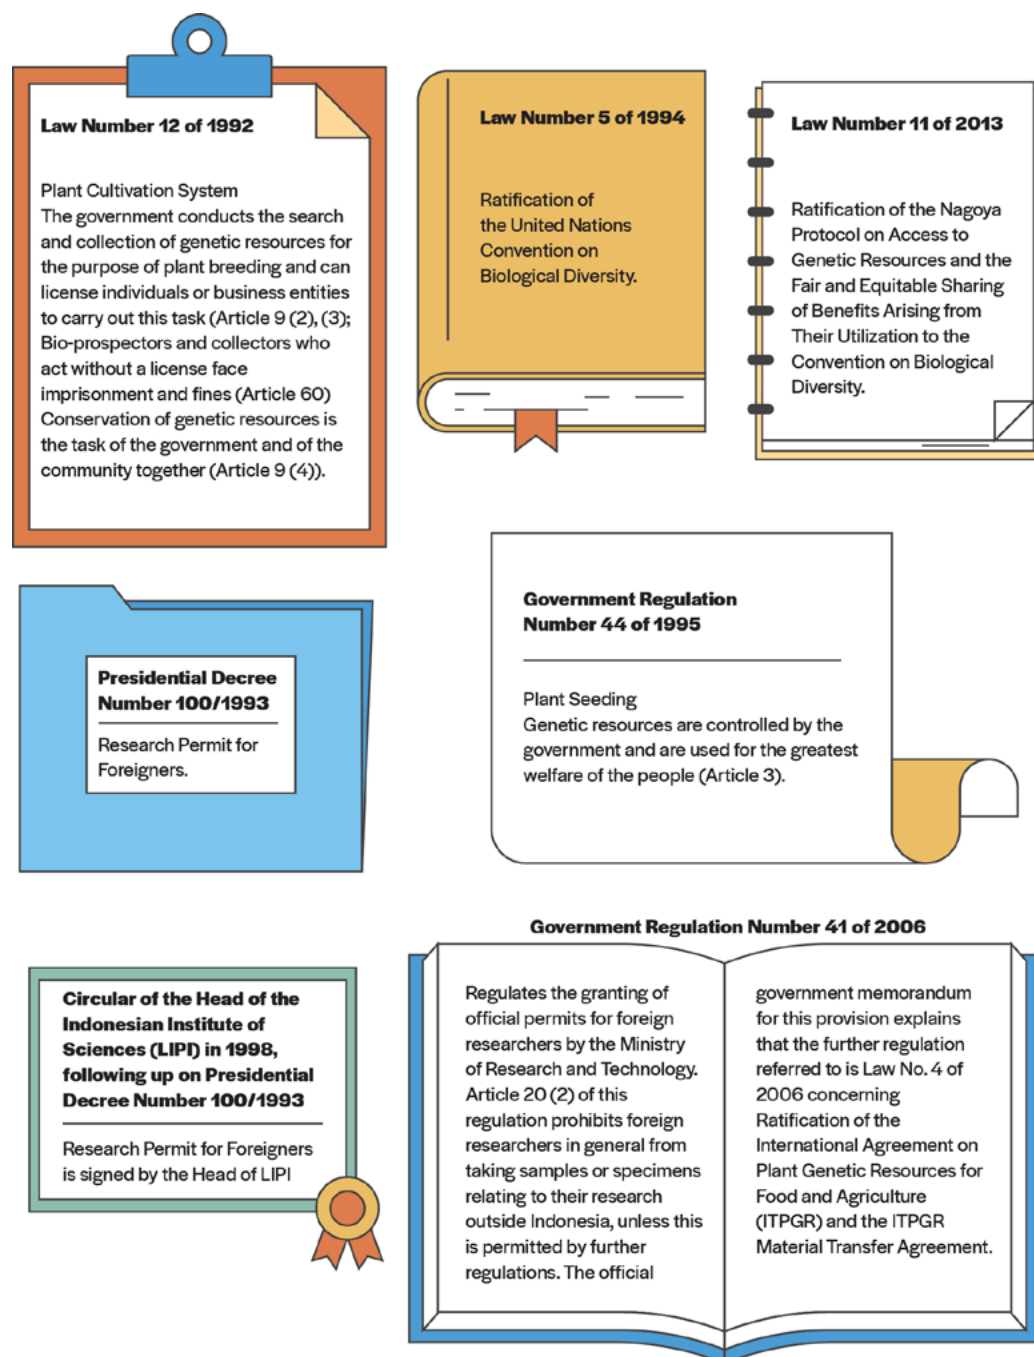 Law Number 12 of 1992
Plant Cultivation System
The government conducts the search
and collection of genetic resources for
the purpose of plant breeding and can
license individuals or business entities
to carry out this task (Article 9 (2), (3);
Bio-prospectors and collectors who
act without a license face
imprisonment and fines (Article 60)
Conservation of genetic resources is
the task of the government and of the
community together (Article 9 (4)).
Law Number 5 of 1994
Ratification of
the United Nations
Convention on
Biological Diversity.
Law Number 11 of 2013
Ratification of the Nagoya
Protocol on Access to
Genetic Resources and the
Fair and Equitable Sharing
of Benefits Arising from
Their Utilization to the
Convention on Biological
Diversity.
Presidential Decree
Number 100/1993
Research Permit for
Foreigners.
Government Regulation
Number 44 of 1995
Plant Seeding
Genetic resources are controlled by the
government and are used for the greatest
welfare of the people (Article 3).
Circular of the Head of the
Indonesian Institute of
Sciences (LIPI) in 1998,
following up on Presidential
Decree Number 100/1993
Research Permit for Foreigners
is signed by the Head of LIPI
Government Regulation Number 41 of 2006
Regulates the granting of
official permits for foreign
researchers by the Ministry
of Research and Technology.
Article 20 (2) of this
regulation prohibits foreign
researchers in general from
taking samples or specimens
relating to their research
outside Indonesia, unless this
is permitted by further
regulations. The official
government memorandum
for this provision explains
that the further regulation
referred to is Law No. 4 of
2006 concerning
Ratification of the
International Agreement on
Plant Genetic Resources for
Food and Agriculture
(ITPGR) and the ITPGR
Material Transfer Agreement.